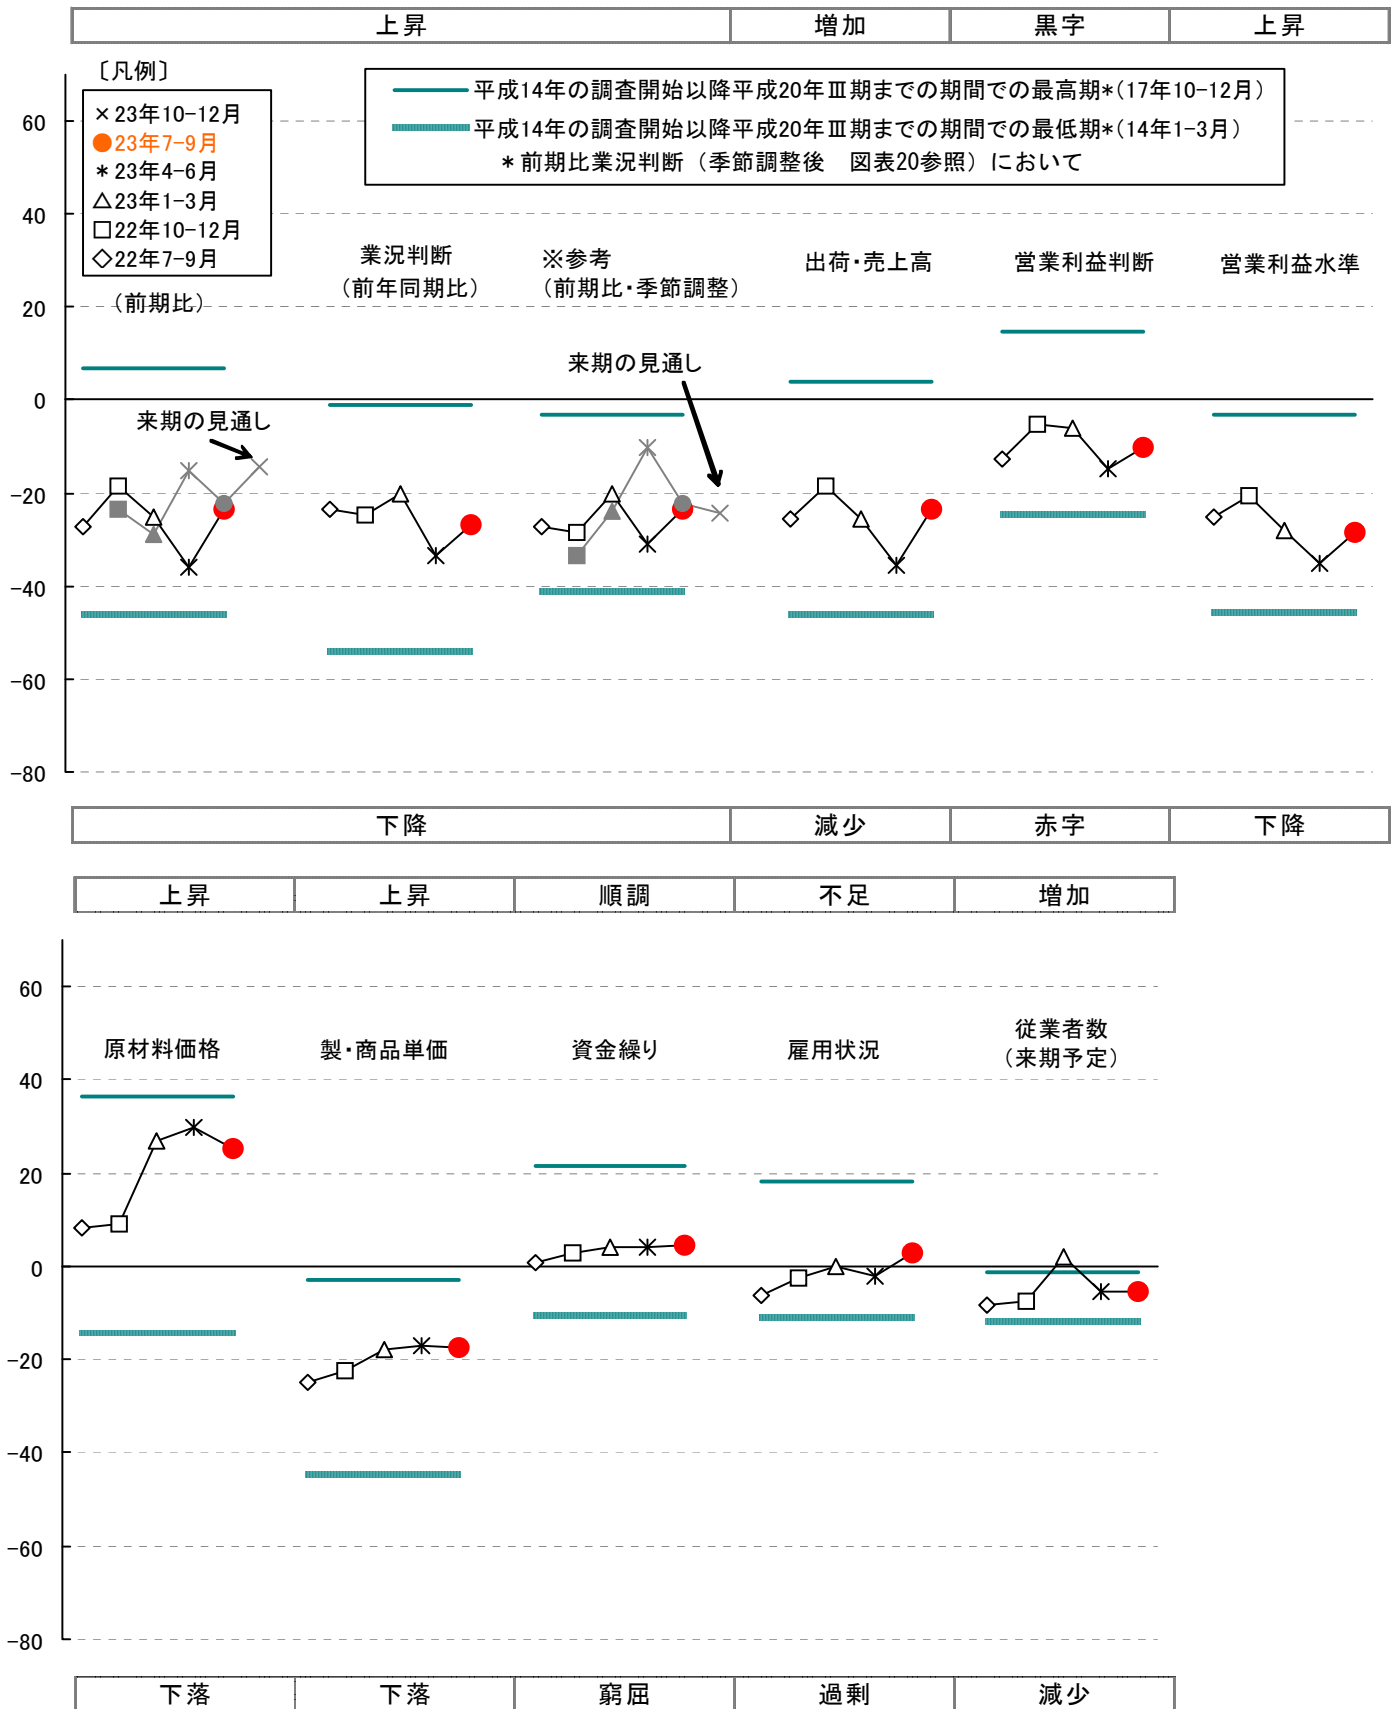 上昇 増加 黒字 上昇
〔凡例〕
×23年10-12月
●23年7-9月
＊23年4-6月
△23年1-3月
□22年10-12月
◇22年7-9月
平成14年の調査開始以降平成20年Ⅲ期までの期間での最高期*(17年10-12月)
平成14年の調査開始以降平成20年Ⅲ期までの期間での最低期*(14年1-3月)
*前期比業況判断（季節調整後　図表20参照）において
60
40
20
0
-20
-40
-60
-80
(前期比)
業況判断
(前年同期比)
※参考
(前期比・季節調整)
出荷・売上高
営業利益判断
営業利益水準
来期の見通し
来期の見通し
下降 減少 赤字 下降
上昇 上昇 順調 不足 増加
60
40
20
0
-20
-40
-60
-80
原材料価格
製・商品単価
資金繰り
雇用状況
従業者数
(来期予定)
下落 下落 窮屈 過剰 減少